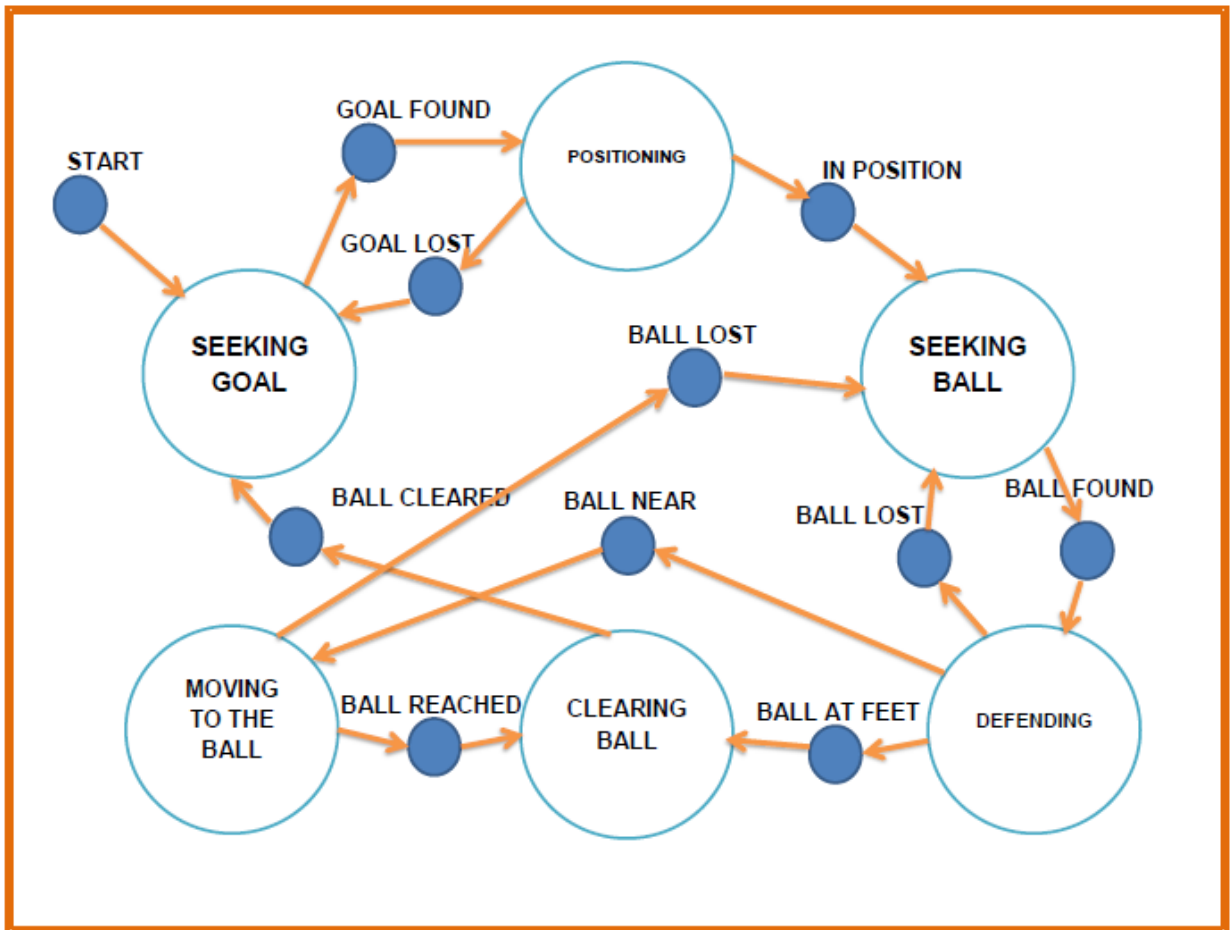 GOAL FOUND
START
POSITIONING
IN POSITION
GOAL LOST
SEEKING
GOAL
BALL LOST
SEEKING
BALL
BALL CLEARED
BALL NEAR
BALL LOST
BALL FOUND
MOVING
TO THE
BALL
BALL REACHED
CLEARING
BALL
BALL AT FEET
DEFENDING